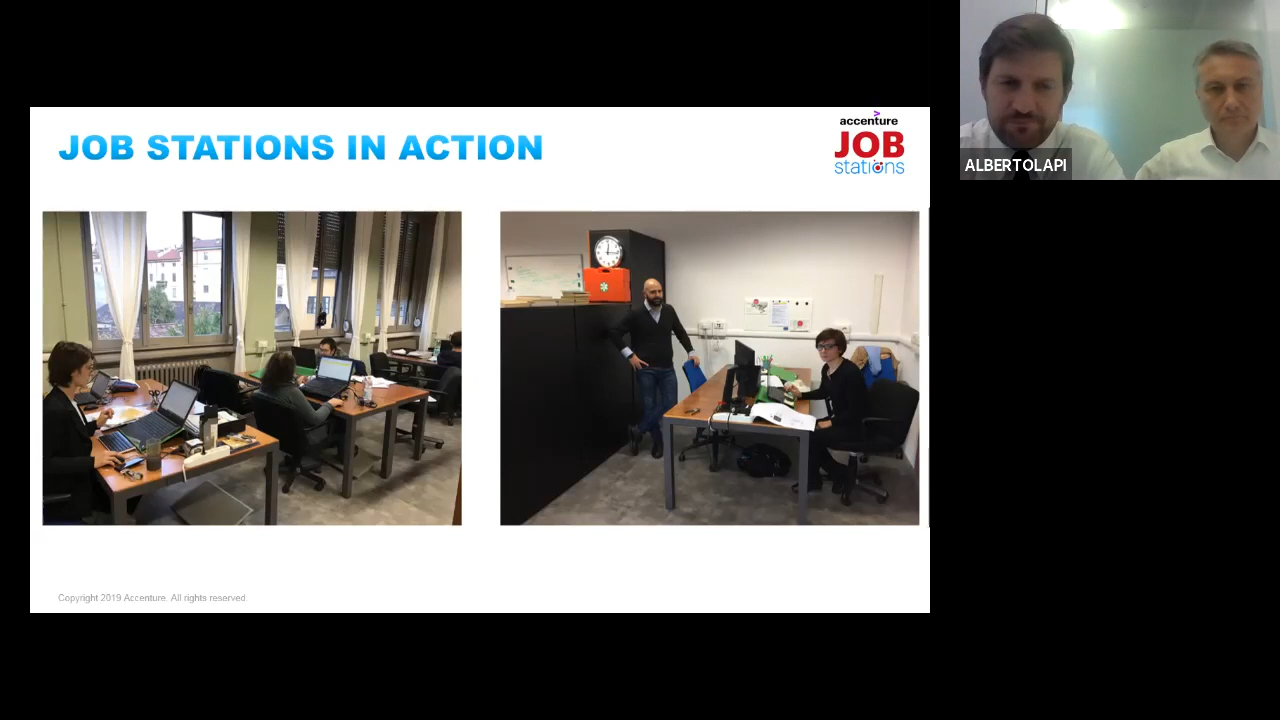 JOB STATIONS IN ACTION
accenture
JOB
stations
ALBERTOLAPI
Copyright 2019 Accenture. All rights reserved.